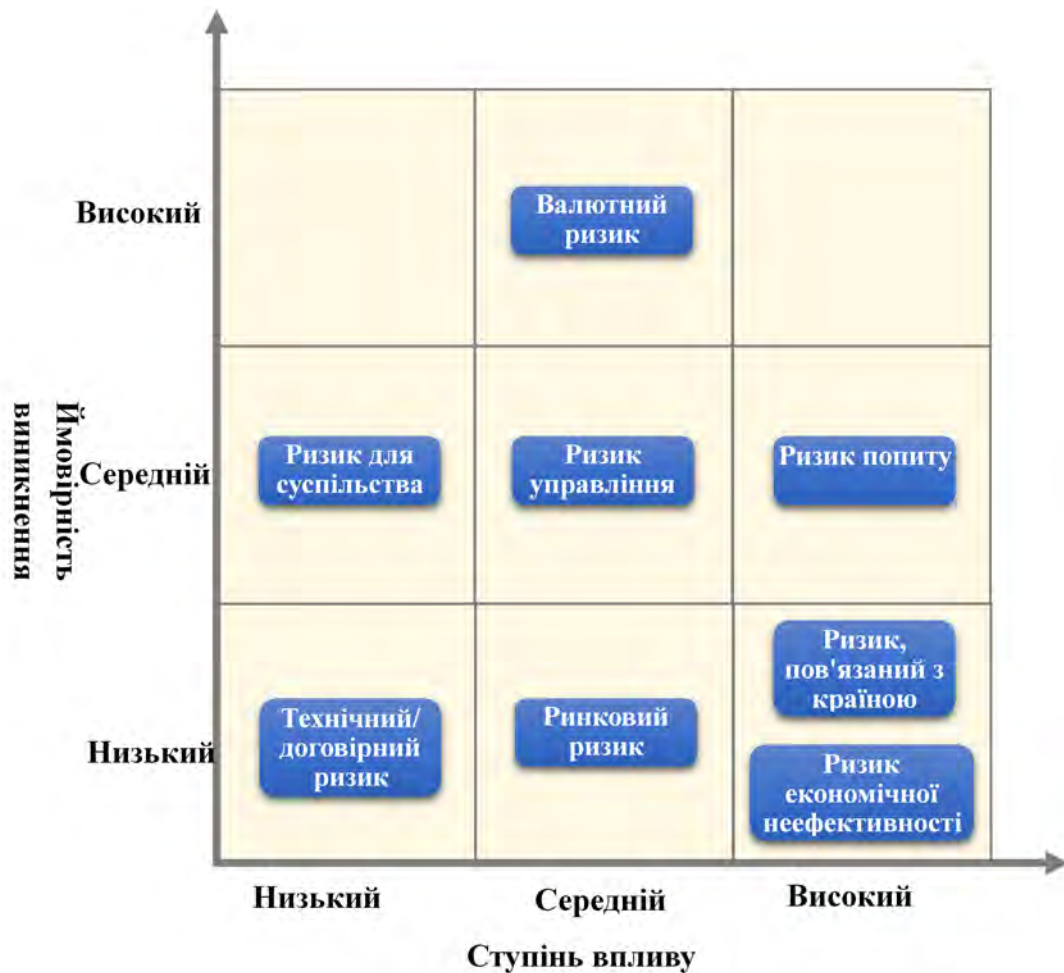 Високий
Валютний
ризик
Ймовірність
виникнення
Середній
Ризик для
суспільства
Ризик
управління
Ризик попиту
Низький
Технічний/
договірний
ризик
Ринковий
ризик
Ризик,
пов'язаний з
країною
Ризик
економічної
неефективності
Низький
Середній
Високий
Ступінь впливу